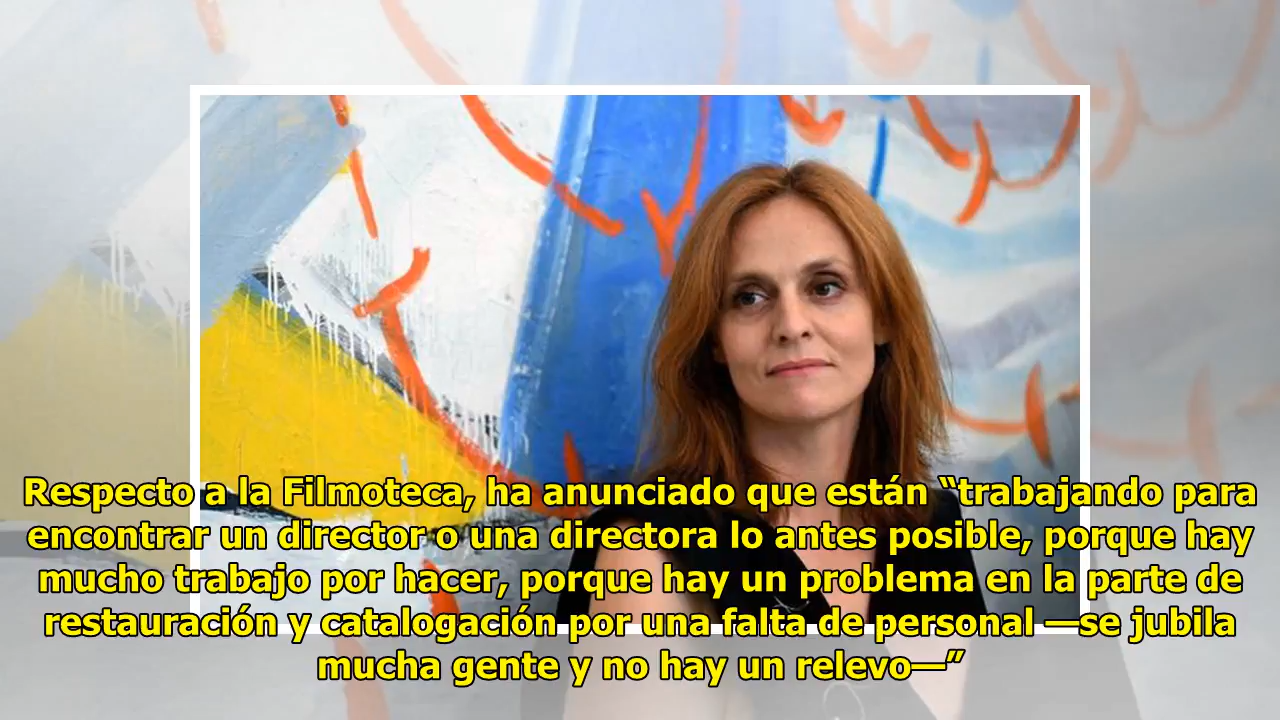 Respecto a la Filmoteca, ha anunciado que están “trabajando para
encontrar un director o una directora lo antes posible, porque hay
mucho trabajo por hacer, porque hay un problema en la parte de
restauración y catalogación por una falta de personal —se jubila
mucha gente y no hay un relevo—”